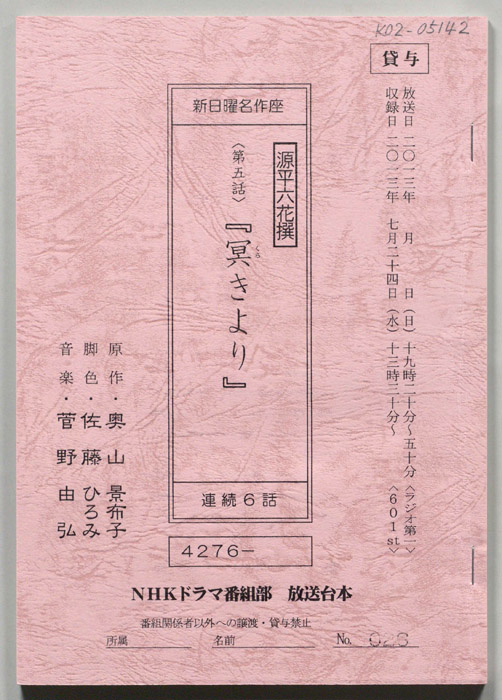 K02-05142
貸与
放送日 二〇一三年　月　日（日）十九時二十分～五十分〈ラジオ第一〉
収録日 二〇一三年　七月二十四日（水）十三時三十分～〈６０１st〉
新日曜名作座
源平六花撰
〈第五話〉
『冥きより』
くろ
連続６話
原作・奥山 景布子
脚色・佐藤 ひろみ
音楽・菅野 由弘
4276-
NHKドラマ番組部　放送台本
番組関係者以外への譲渡・貸与禁止
所属　名前　No. 026